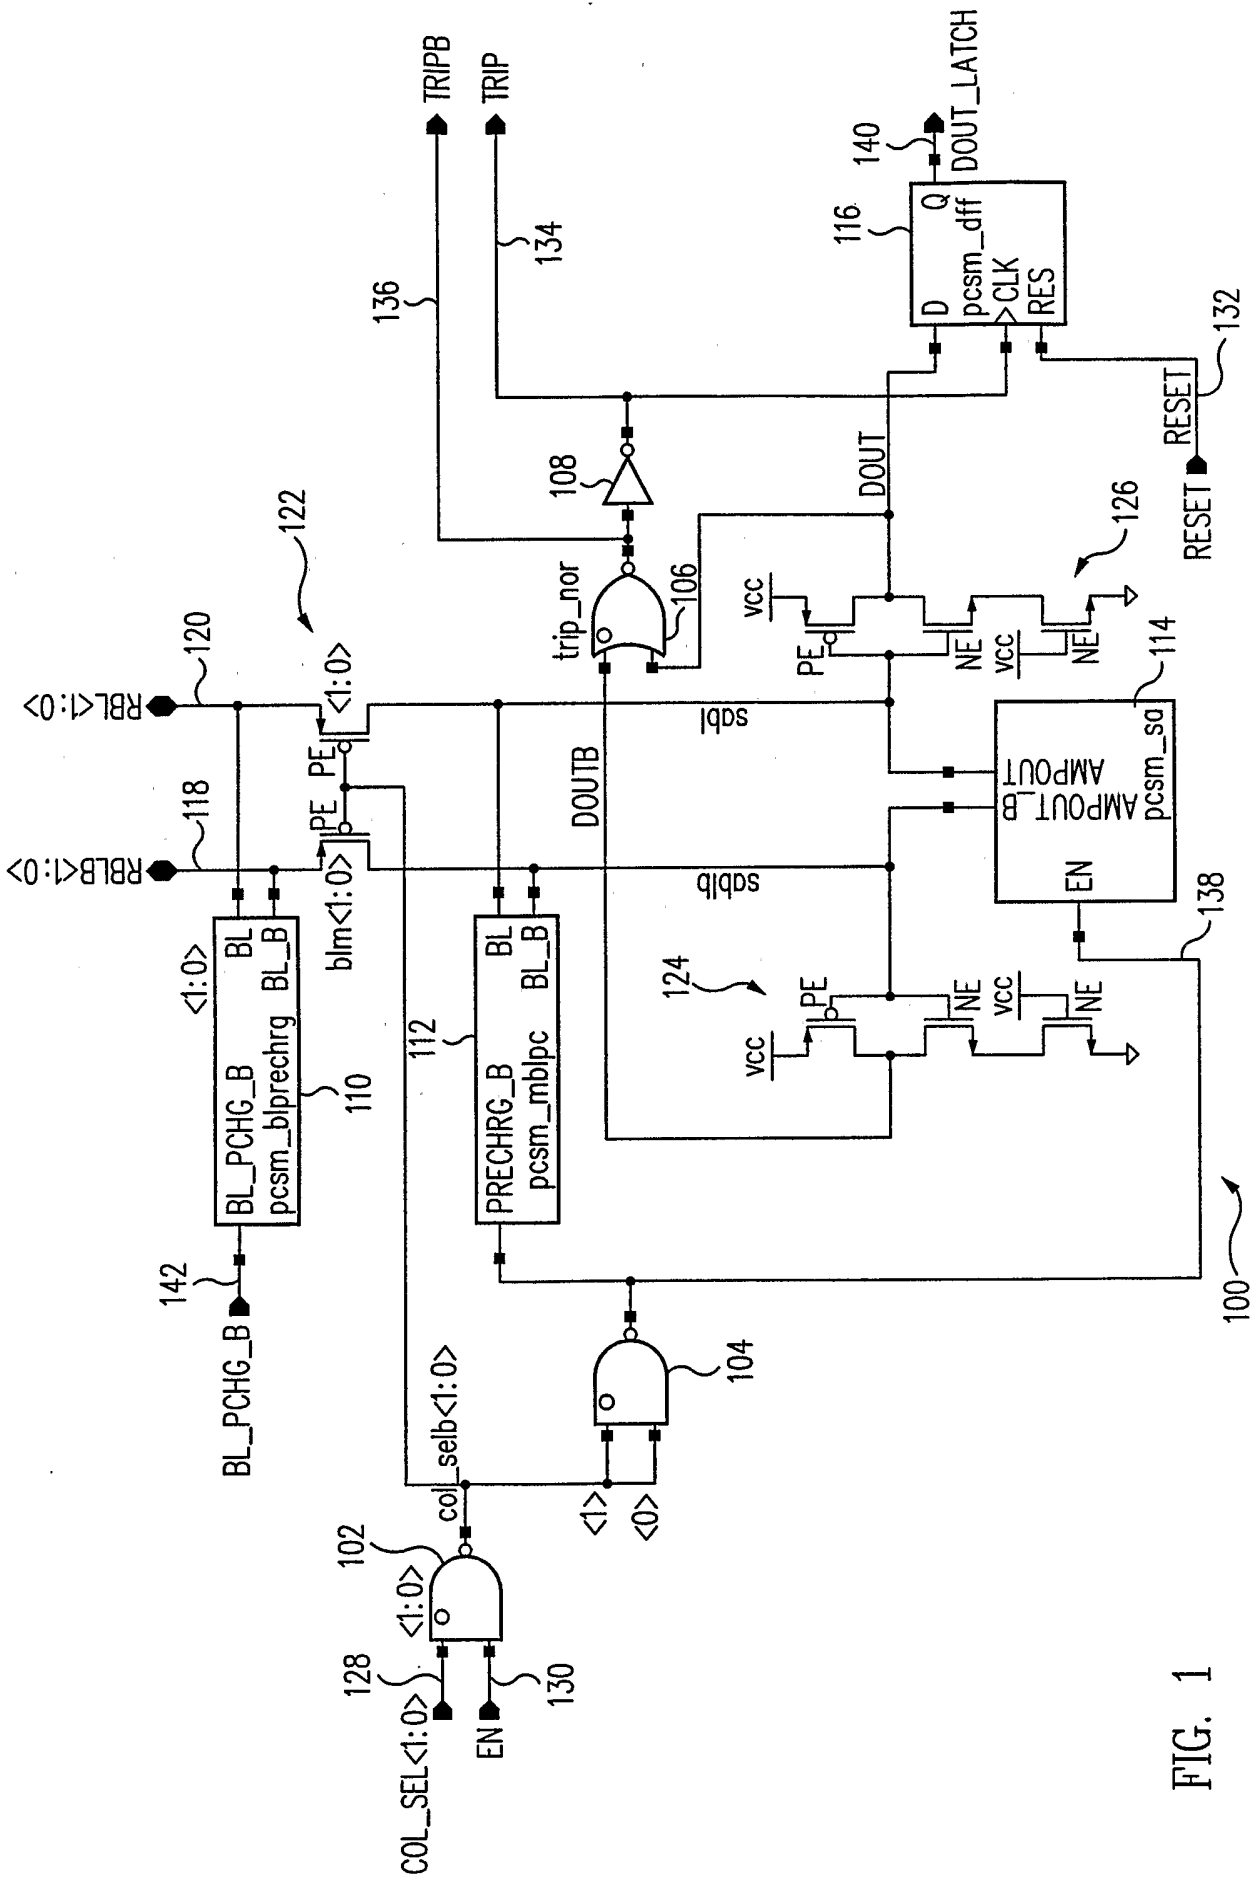 RBLB<1:0>
RBL<1:0>
118
120
122
BL_PCHG_B
142
<1:0>
BL_PCHG_B
BL
BL_B
pcsm_blprechrg
110
PE
PE
blm<1:0>
<1:0>
136
TRIPB
134
TRIP
COL_SEL<1:0>
128
EN
130
<1:0>
102
col_selb<1:0>
<1>
<0>
104
112
PRECHRG_B
BL
BL_B
pcsm_mblpc
sablb
sabl
DOUTB
trip_nor
106
108
124
VCC
PE
NE
VCC
NE
VCC
PE
NE
VCC
NE
126
DOUT
AMPOUT_B
AMPOUT
EN
pcsm_sa
114
138
116
D
Q
pcsm_dff
CLK
RES
140
DOUT_LATCH
RESET
RESET
132
100
FIG. 1